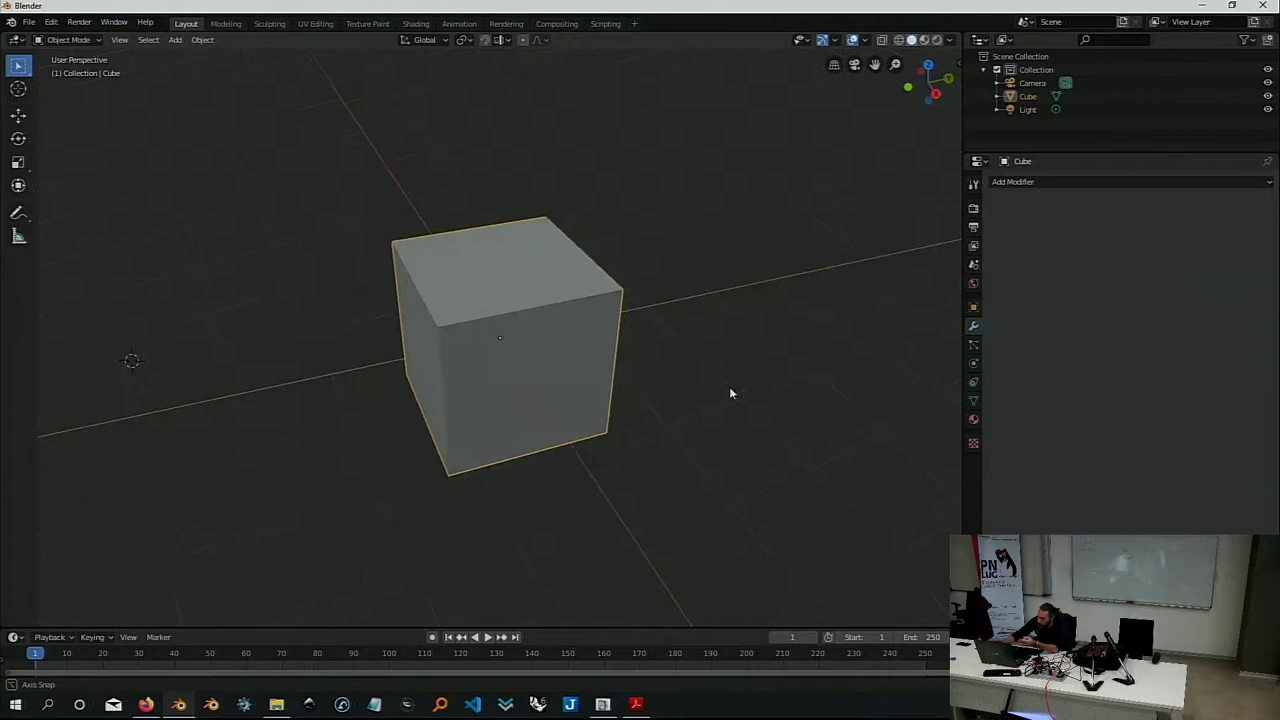 Blender
File Edit Render Window Help
Layout Modeling Sculpting UV Editing Texture Paint Shading Animation Rendering Compositing Scripting +
Scene
View Layer
Object Mode View Select Add Object
Global
User Perspective
(1) Collection | Cube
Z
Y
X
Scene Collection
Collection
Camera
Cube
Light
Cube
Add Modifier
PN
LUG
Playback Keying View Marker
1
Start: 1
End: 250
1 10 20 30 40 50 60 70 80 90 100 110 120 130 140 150 160 170 180 190 200 210 220 230 240 250
Axis Snap